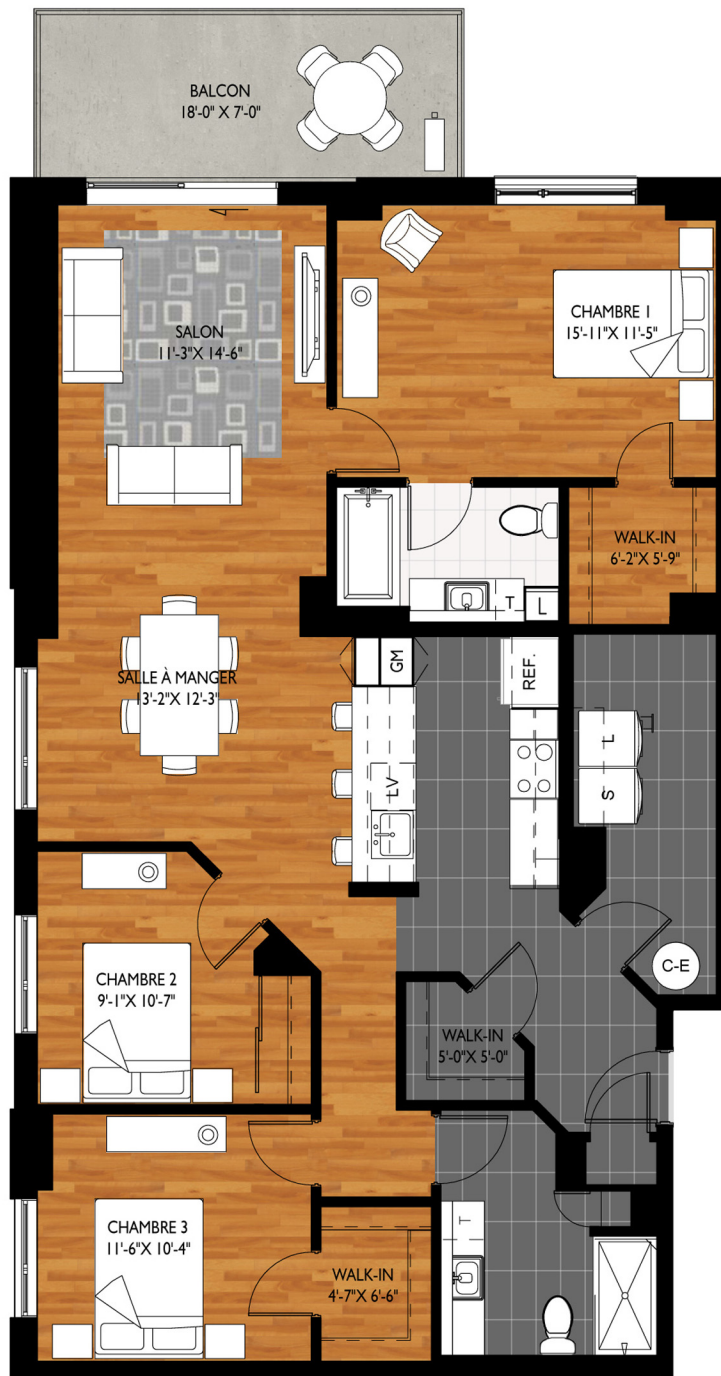 BALCON
18'-0" X 7'-0"
SALON
11'-3"X 14'-6"
CHAMBRE 1
15'-11"X 11'-5"
WALK-IN
6'-2"X 5'-9"
T
L
SALLE À MANGER
13'-2"X 12'-3"
GM
REF.
LV
L
S
C-E
CHAMBRE 2
9'-1"X 10'-7"
WALK-IN
5'-0"X 5'-0"
CHAMBRE 3
11'-6"X 10'-4"
WALK-IN
4'-7"X 6'-6"
T